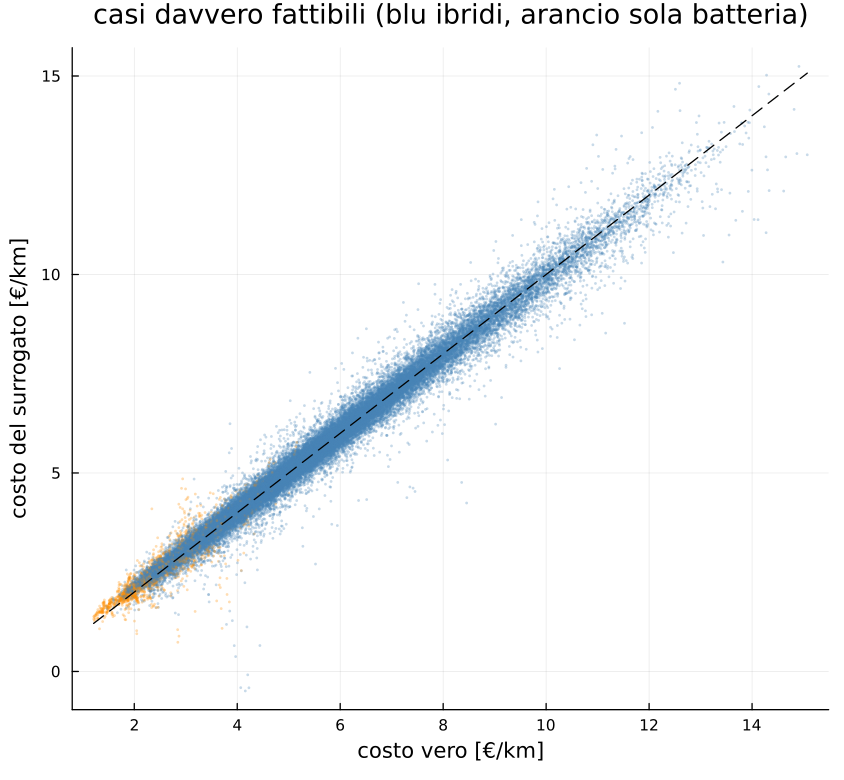 casi davvero fattibili (blu ibridi, arancio sola batteria)
15
10
5
0
costo del surrogato [€/km]
2 4 6 8 10 12 14
costo vero [€/km]